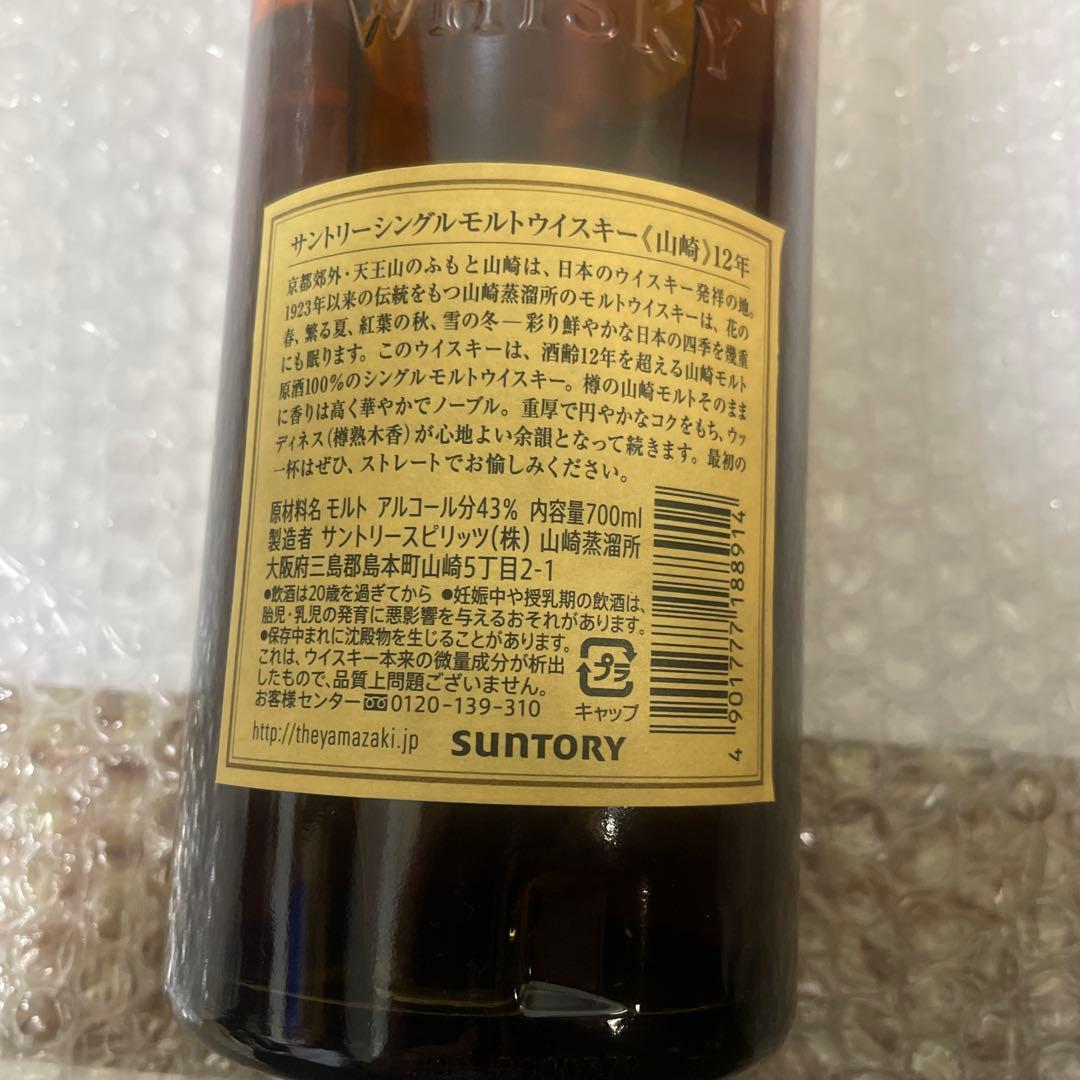 WHISKY
サントリーシングルモルトウイスキー《山崎》12年
京都郊外・天王山のふもと山崎は、日本のウイスキー発祥の地。
1923年以来の伝統をもつ山崎蒸溜所のモルトウイスキーは、花の
春、繁る夏、紅葉の秋、雪の冬―彩り鮮やかな日本の四季を幾重
にも眠ります。このウイスキーは、酒齢12年を超える山崎モルト
原酒100%のシングルモルトウイスキー。樽の山崎モルトそのまま
に香りは高く華やかでノーブル。重厚で円やかなコクをもち、ウッ
ディネス(樽熟木香)が心地よい余韻となって続きます。最初の
一杯はぜひ、ストレートでお愉しみください。
原材料名 モルト アルコール分43% 内容量700ml
製造者 サントリースピリッツ(株) 山崎蒸溜所
大阪府三島郡島本町山崎5丁目2-1
●飲酒は20歳を過ぎてから ●妊娠中や授乳期の飲酒は、
胎児・乳児の発育に悪影響を与えるおそれがあります。
●保存中まれに沈殿物を生じることがあります。
これは、ウイスキー本来の微量成分が析出
したもので、品質上問題ございません。
お客様センター 0120-139-310
プラ
キャップ
http://theyamazaki.jp SUNTORY
4 901777 188914